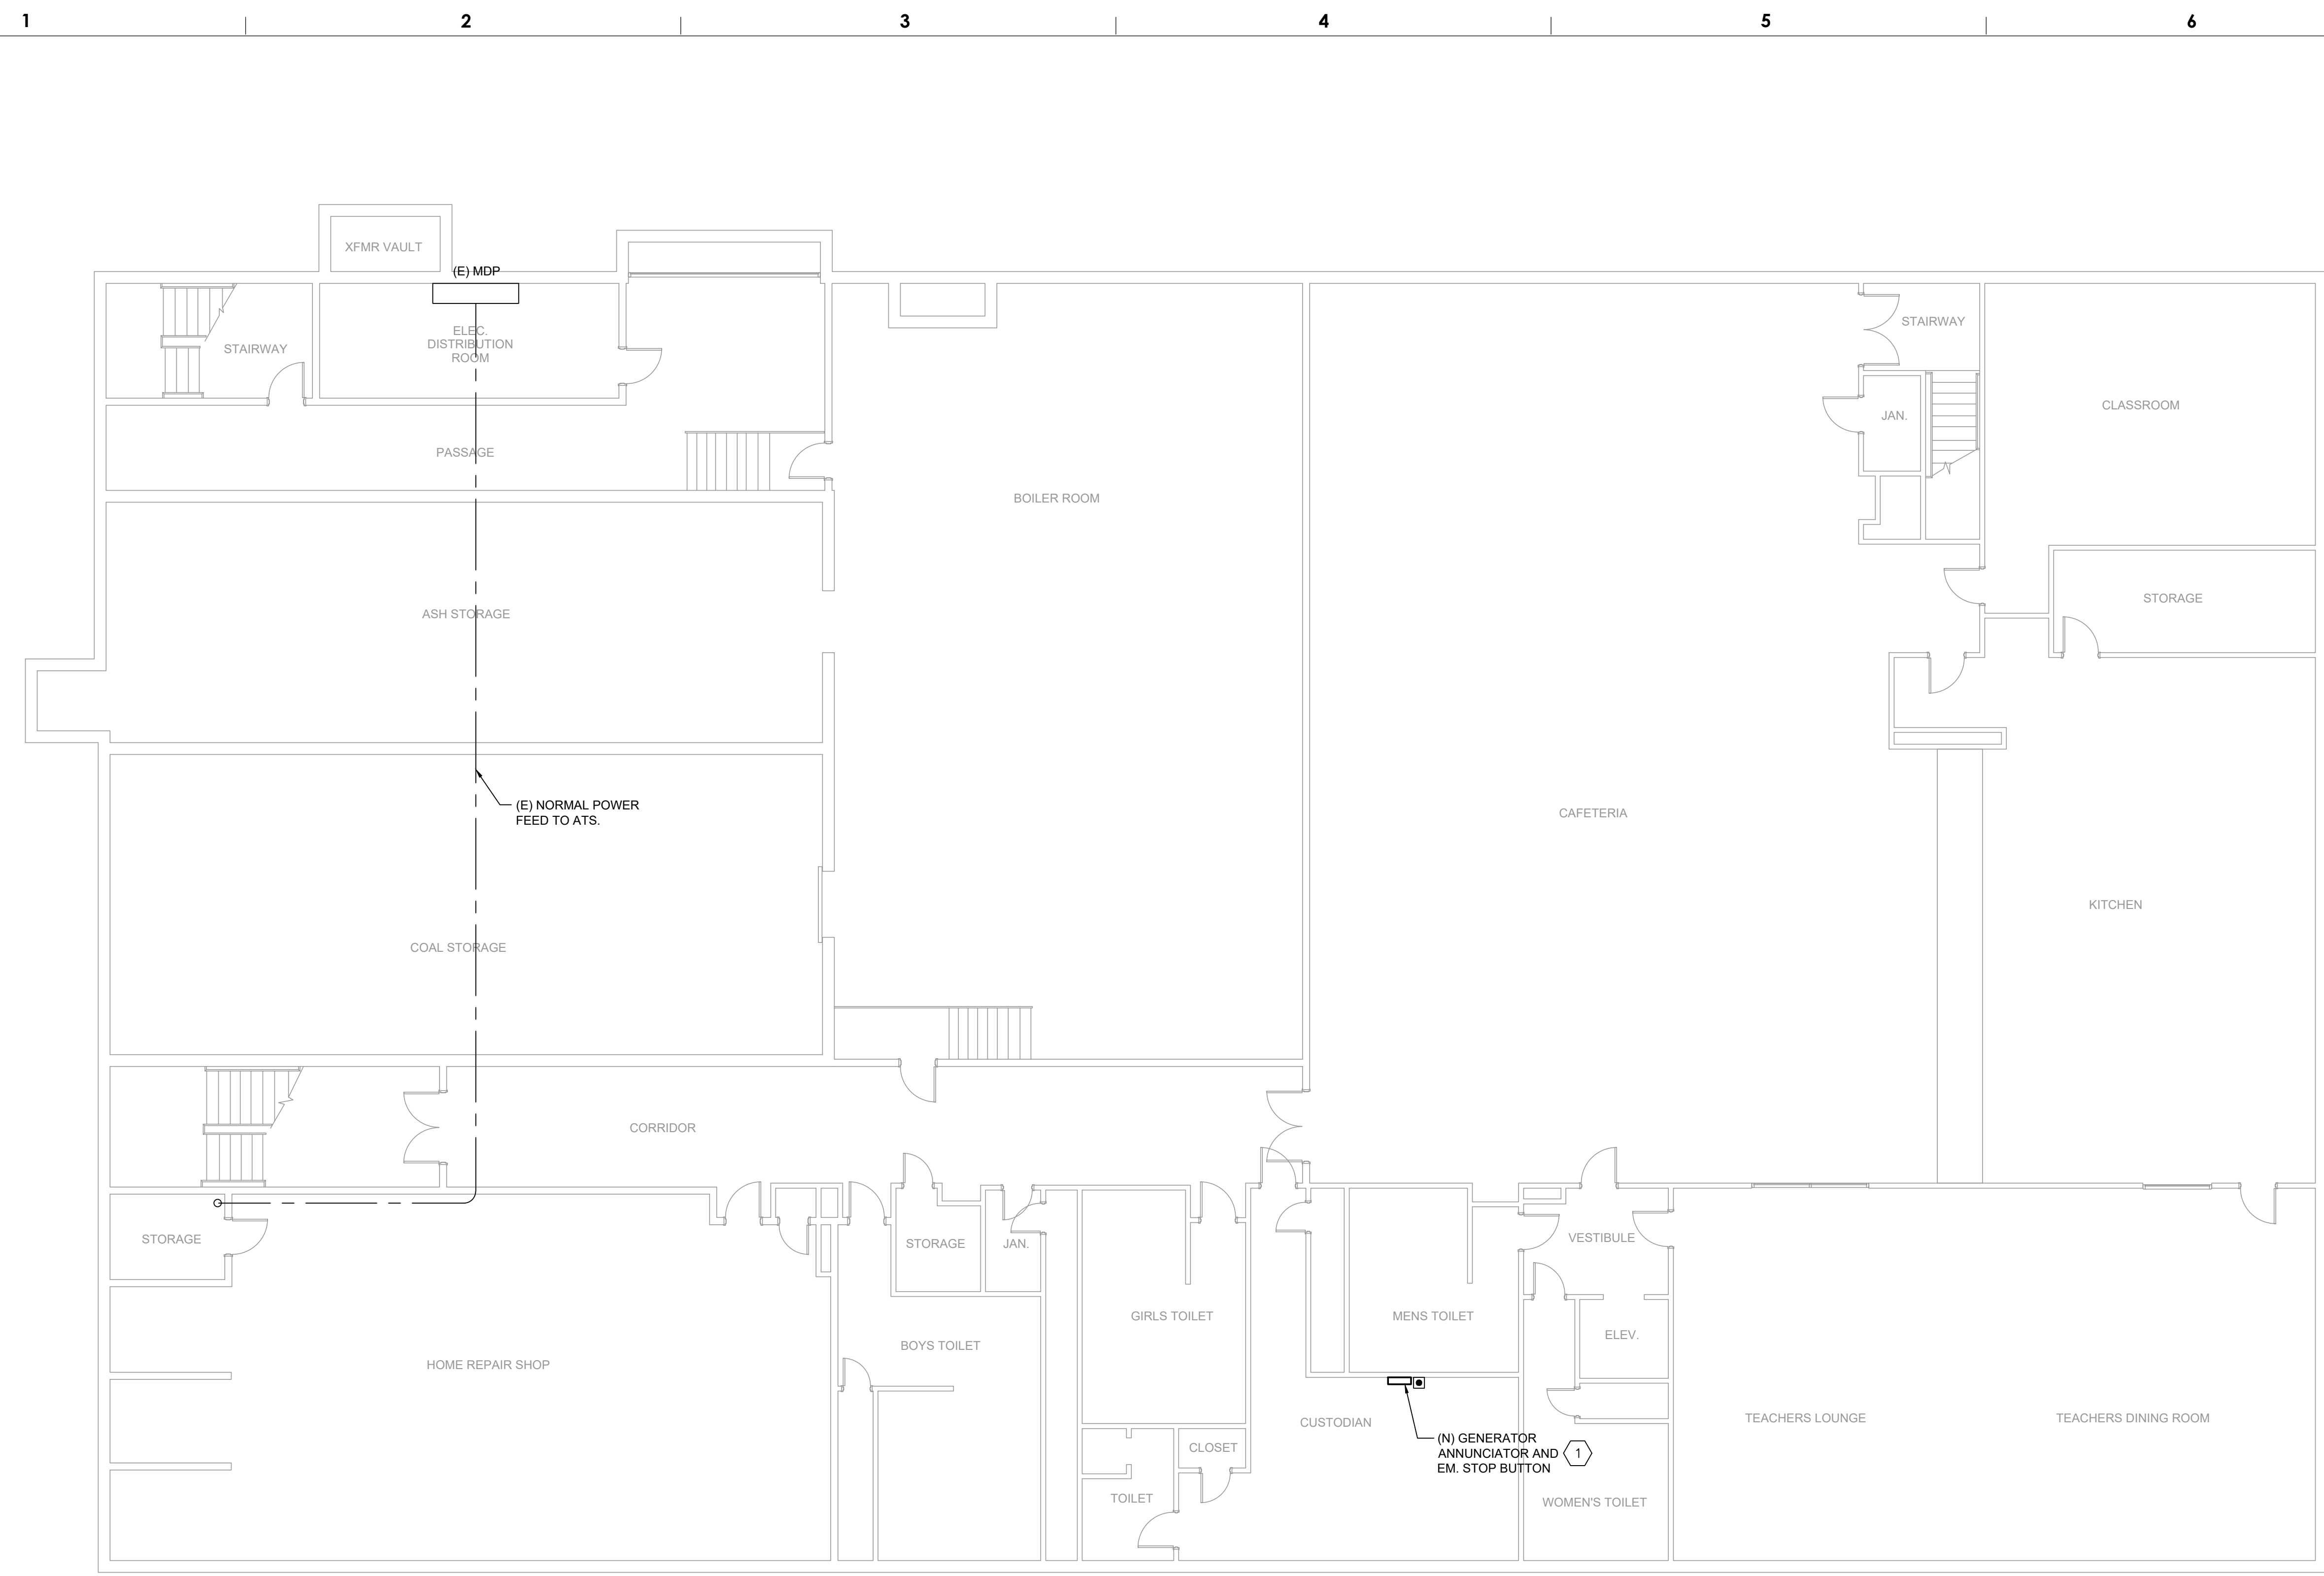 1
2
3
4
5
6
XFMR VAULT
(E) MDP
ELEC.
DISTRIBUTION
ROOM
STAIRWAY
STAIRWAY
JAN.
CLASSROOM
PASSAGE
BOILER ROOM
ASH STORAGE
STORAGE
(E) NORMAL POWER
FEED TO ATS.
CAFETERIA
KITCHEN
COAL STORAGE
CORRIDOR
STORAGE
STORAGE
JAN.
VESTIBULE
GIRLS TOILET
MENS TOILET
BOYS TOILET
ELEV.
HOME REPAIR SHOP
CUSTODIAN
TEACHERS LOUNGE
TEACHERS DINING ROOM
(N) GENERATOR
ANNUNCIATOR AND
EM. STOP BUTTON
1
CLOSET
TOILET
WOMEN'S TOILET